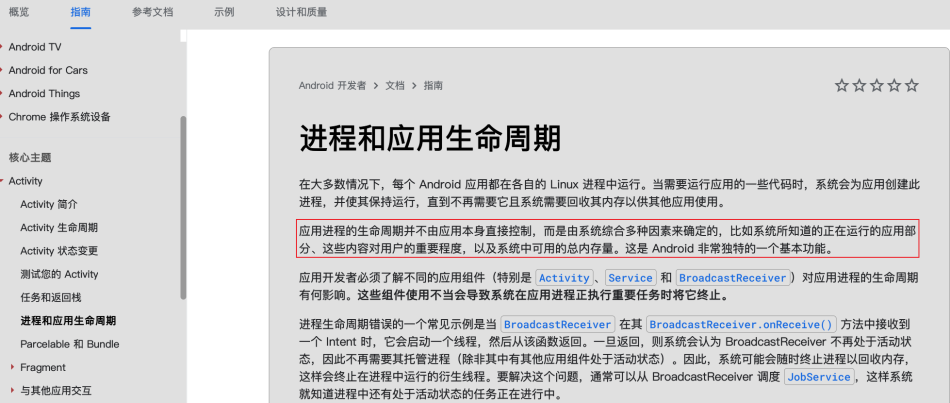 概览 指南 参考文档 示例 设计和质量
Android TV
Android for Cars
Android Things
Chrome 操作系统设备
核心主题
Activity
Activity 简介
Activity 生命周期
Activity 状态变更
测试您的 Activity
任务和返回栈
进程和应用生命周期
Parcelable 和 Bundle
Fragment
与其他应用交互
Android 开发者 > 文档 > 指南
进程和应用生命周期
在大多数情况下，每个 Android 应用都在各自的 Linux 进程中运行。当需要运行应用的一些代码时，系统会为应用创建此
进程，并使其保持运行，直到不再需要它且系统需要回收其内存以供其他应用使用。
应用进程的生命周期并不由应用本身直接控制，而是由系统综合多种因素来确定的，比如系统所知道的正在运行的应用部
分、这些内容对用户的重要程度，以及系统中可用的总内存量。这是 Android 非常独特的一个基本功能。
应用开发者必须了解不同的应用组件（特别是 Activity、Service 和 BroadcastReceiver）对应用进程的生命周期
有何影响。这些组件使用不当会导致系统在应用进程正执行重要任务时将它终止。
进程生命周期错误的一个常见示例是当 BroadcastReceiver 在其 BroadcastReceiver.onReceive() 方法中接收到
一个 Intent 时，它会启动一个线程，然后从该函数返回。一旦返回，则系统会认为 BroadcastReceiver 不再处于活动状
态，因此不再需要其托管进程（除非其中有其他应用组件处于活动状态）。因此，系统可能会随时终止进程以回收内存，
这样会终止在进程中运行的衍生线程。要解决这个问题，通常可以从 BroadcastReceiver 调度 JobService，这样系统
就知道进程中还有处于活动状态的任务正在进行中。